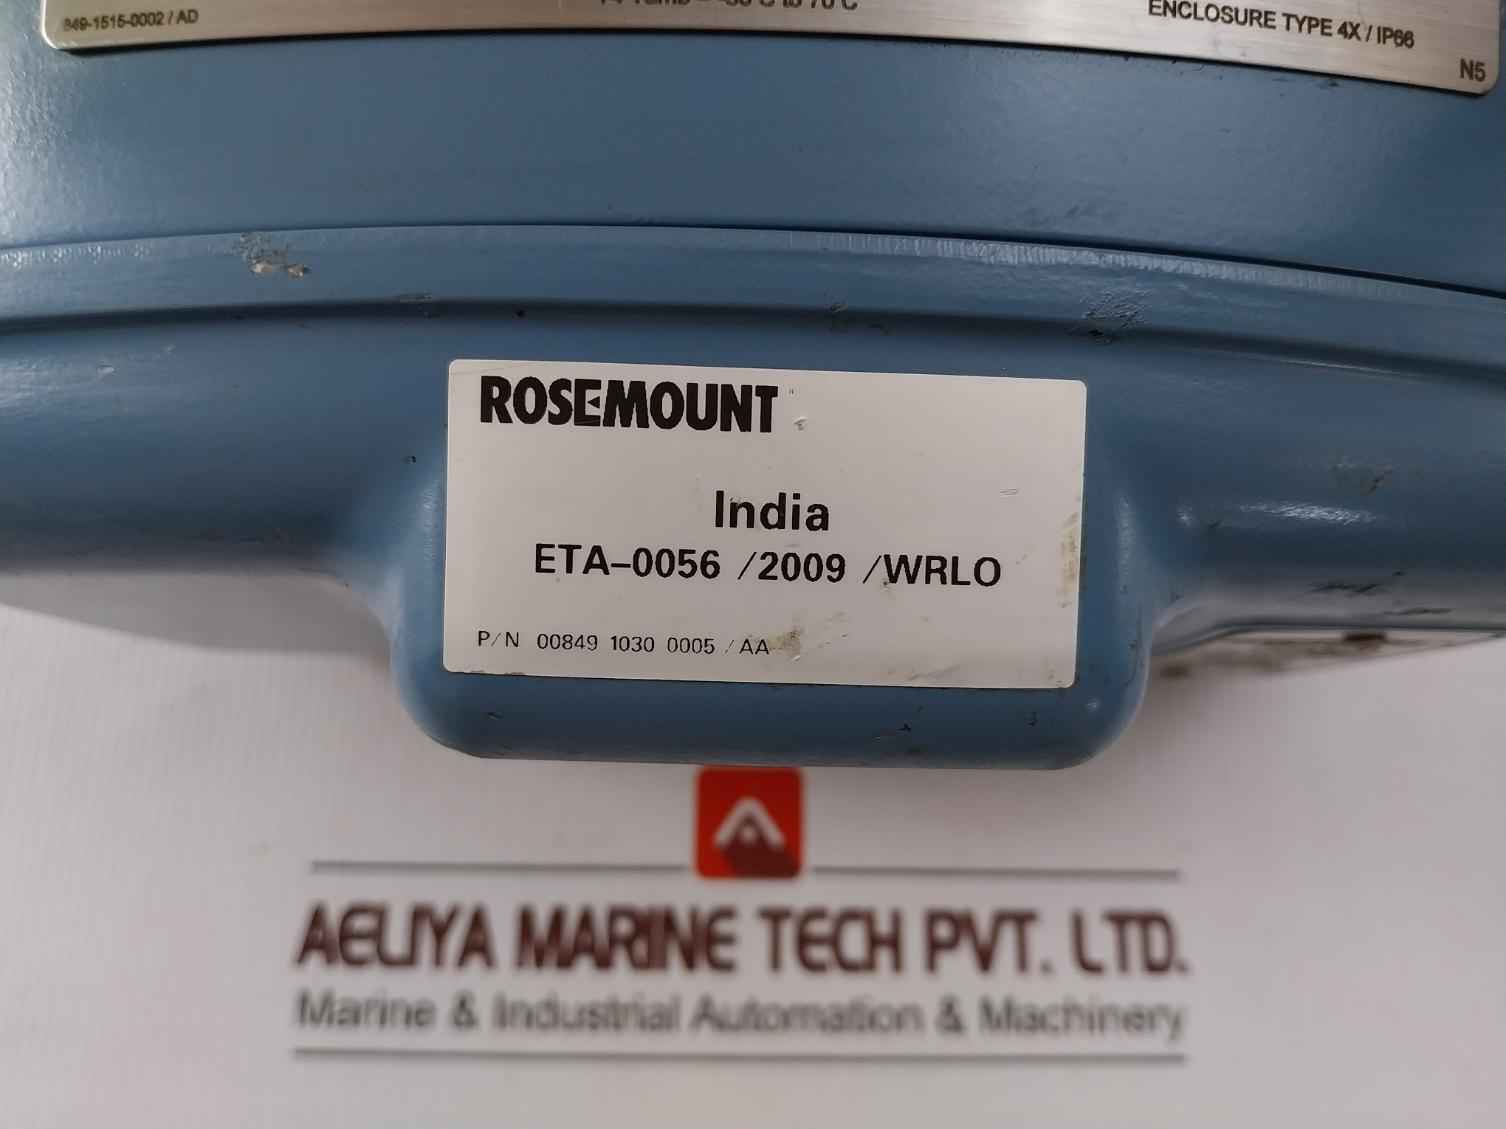 849-1515-0002 / AD
ENCLOSURE TYPE 4X / IP66
N5
ROSEMOUNT
India
ETA-0056 /2009 /WRLO
P/N 00849 1030 0005 / AA
AELIYA MARINE TECH PVT. LTD.
Marine & Industrial Automation & Machinery